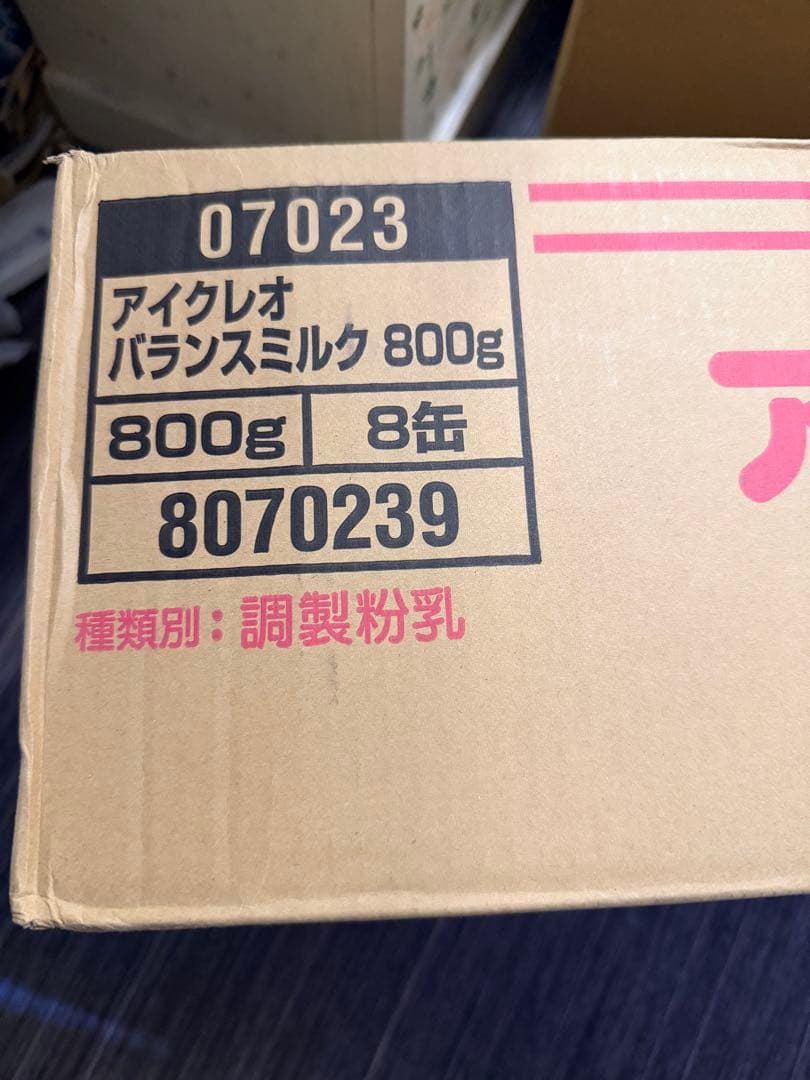 07023
アイクレオ
バランスミルク 800g
800g 8缶
8070239
種類別：調製粉乳